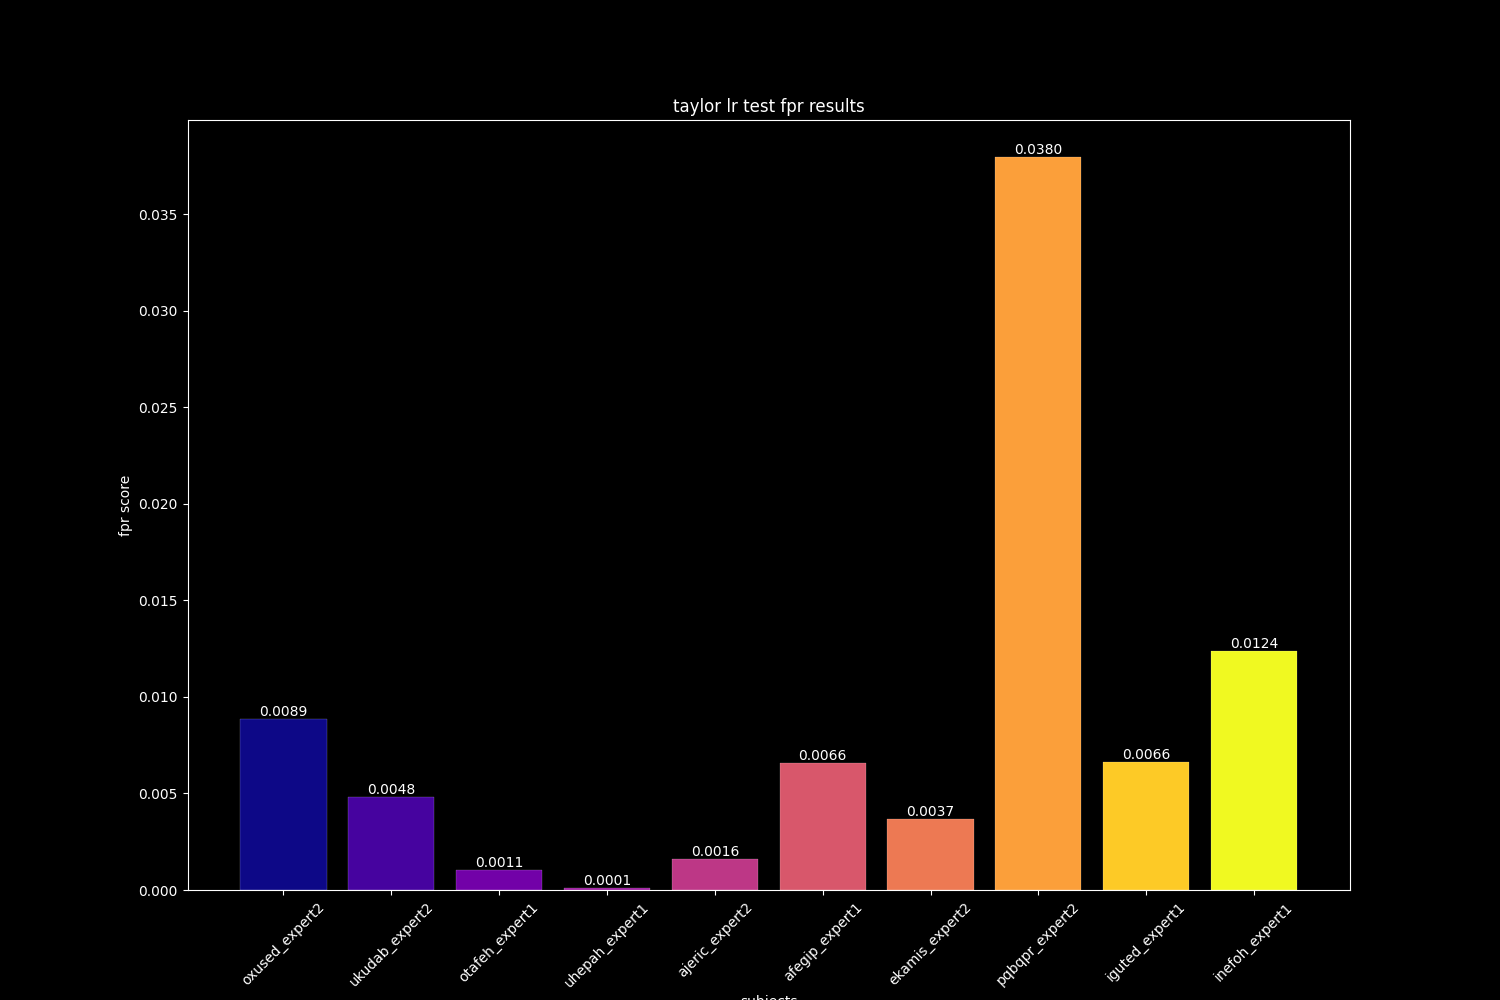 taylor lr test fpr results
fpr score
0.035
0.030
0.025
0.020
0.015
0.010
0.005
0.000
0.0089
0.0048
0.0011
0.0001
0.0016
0.0066
0.0037
0.0380
0.0066
0.0124
oxused_expert2
ukudab_expert2
otafeh_expert1
uhepah_expert1
ajeric_expert2
afegip_expert1
ekamis_expert2
pqbqpr_expert2
iguted_expert1
inefoh_expert1
subjects